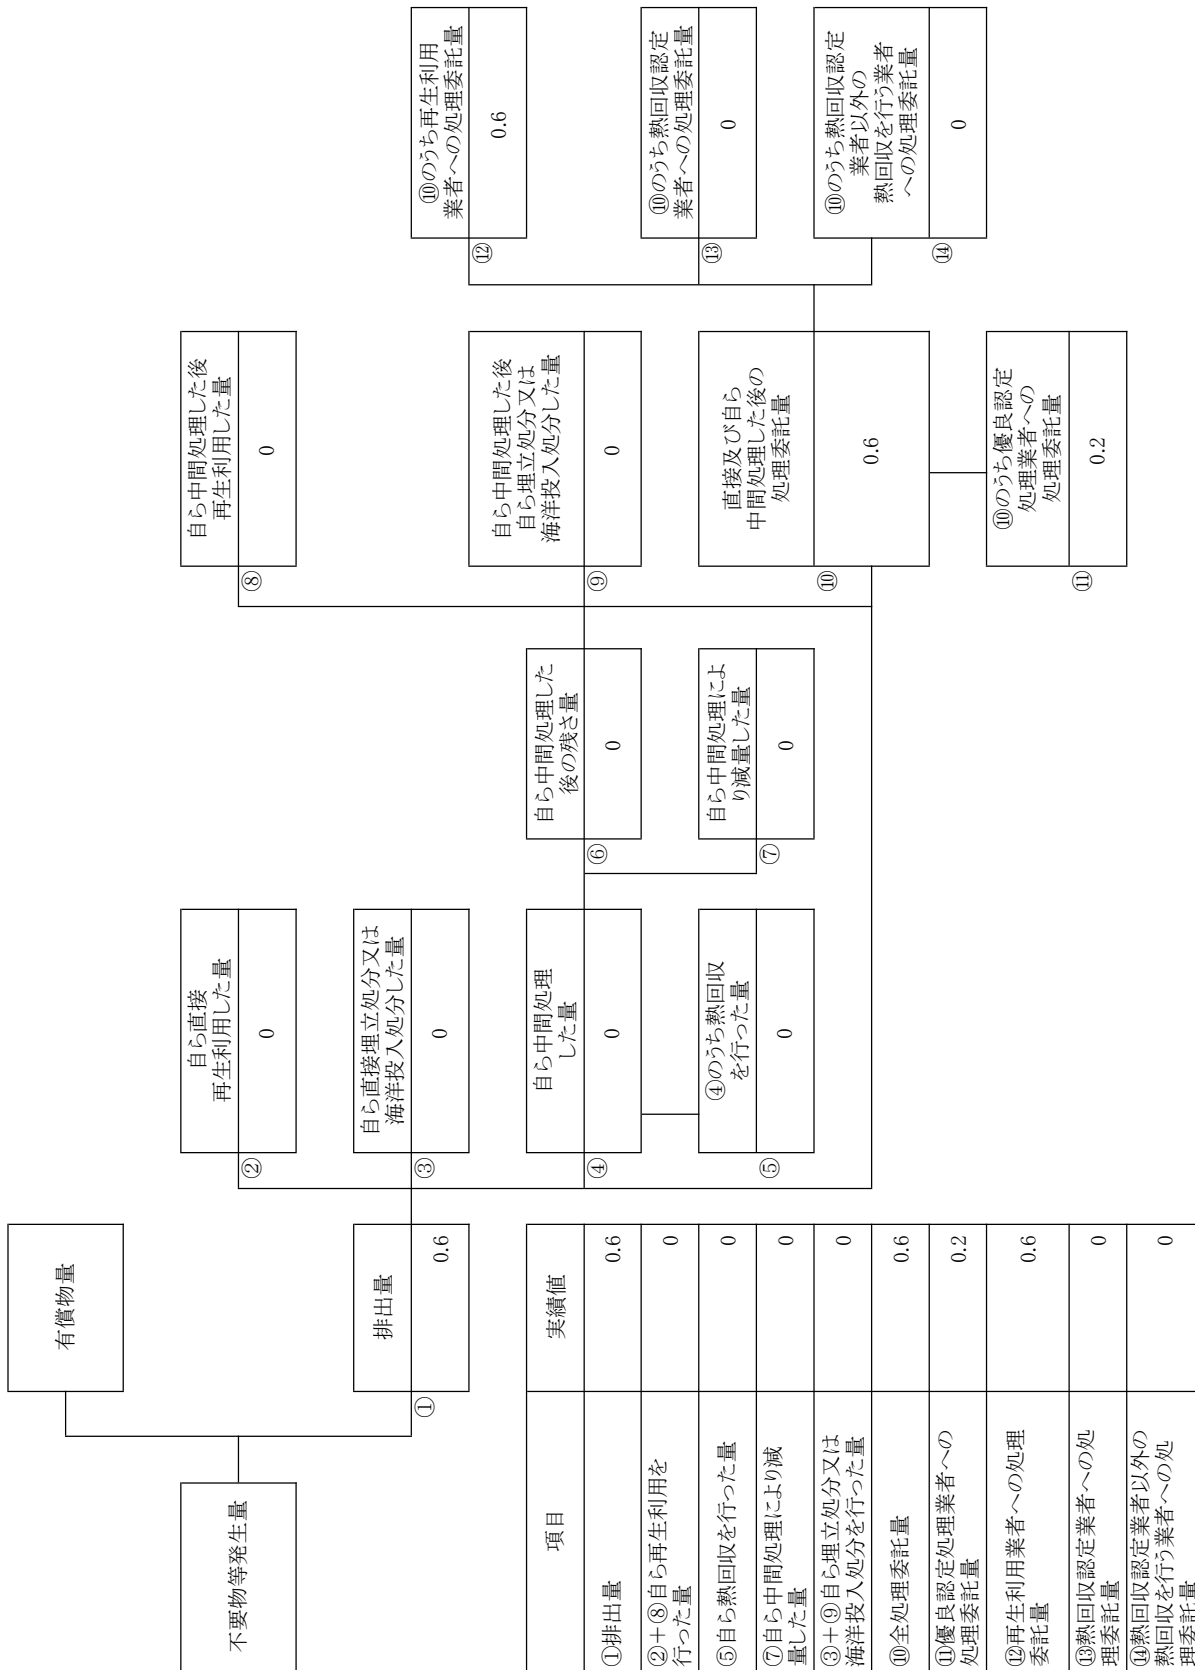 不要物等発生量
有償物量
排出量
①
0.6
②
自ら直接
再生利用した量
0
③
自ら直接埋立処分又は
海洋投入処分した量
0
④
自ら中間処理
した量
0
⑤
④のうち熱回収
を行った量
0
⑥
自ら中間処理した
後の残さ量
0
⑦
自ら中間処理によ
り減量した量
0
⑧
自ら中間処理した後
再生利用した量
0
⑨
自ら中間処理した後
自ら埋立処分又は
海洋投入処分した量
0
⑩
直接及び自ら
中間処理した後の
処理委託量
0.6
⑪
⑩のうち優良認定
処理業者への
処理委託量
0.2
⑫
⑩のうち再生利用
業者への処理委託量
0.6
⑬
⑩のうち熱回収認定
業者への処理委託量
0
⑭
⑩のうち熱回収認定
業者以外の
熱回収を行う業者
への処理委託量
0
項目 実績値
①排出量 0.6
②＋⑧自ら再生利用を
行った量 0
⑤自ら熱回収を行った量 0
⑦自ら中間処理により減
量した量 0
③＋⑨自ら埋立処分又は
海洋投入処分を行った量 0
⑩全処理委託量 0.6
⑪優良認定処理業者への
処理委託量 0.2
⑫再生利用業者への処理
委託量 0.6
⑬熱回収認定業者への処
理委託量 0
⑭熱回収認定業者以外の
熱回収を行う業者への処
理委託量 0